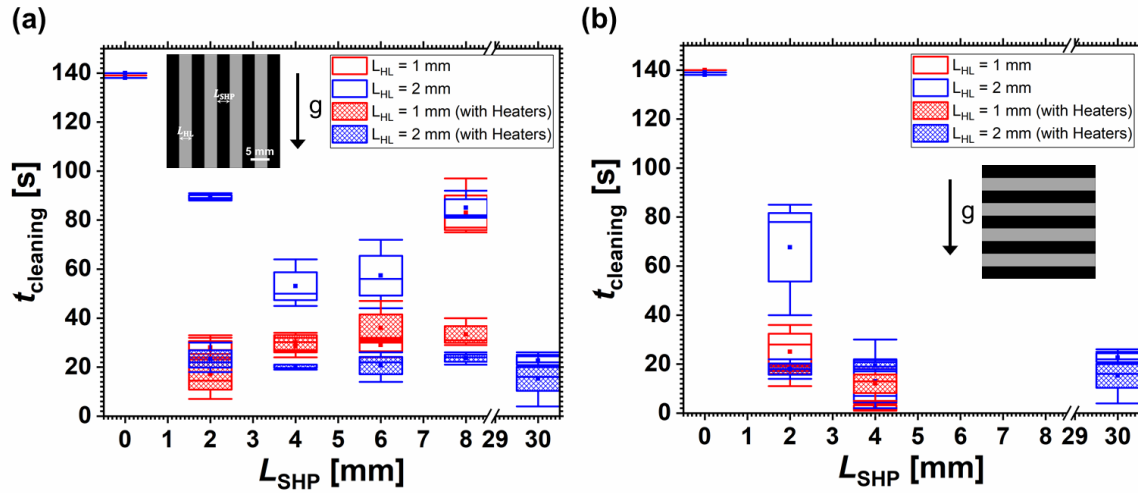 (a)
140
120
100
80
60
40
20
0
t_cleaning [s]
0 1 2 3 4 5 6 7 8 29 30
L_SHP [mm]
L_SHP
L_HL
5 mm
g
L_HL = 1 mm
L_HL = 2 mm
L_HL = 1 mm (with Heaters)
L_HL = 2 mm (with Heaters)
(b)
140
120
100
80
60
40
20
0
t_cleaning [s]
0 1 2 3 4 5 6 7 8 29 30
L_SHP [mm]
g
L_HL = 1 mm
L_HL = 2 mm
L_HL = 1 mm (with Heaters)
L_HL = 2 mm (with Heaters)